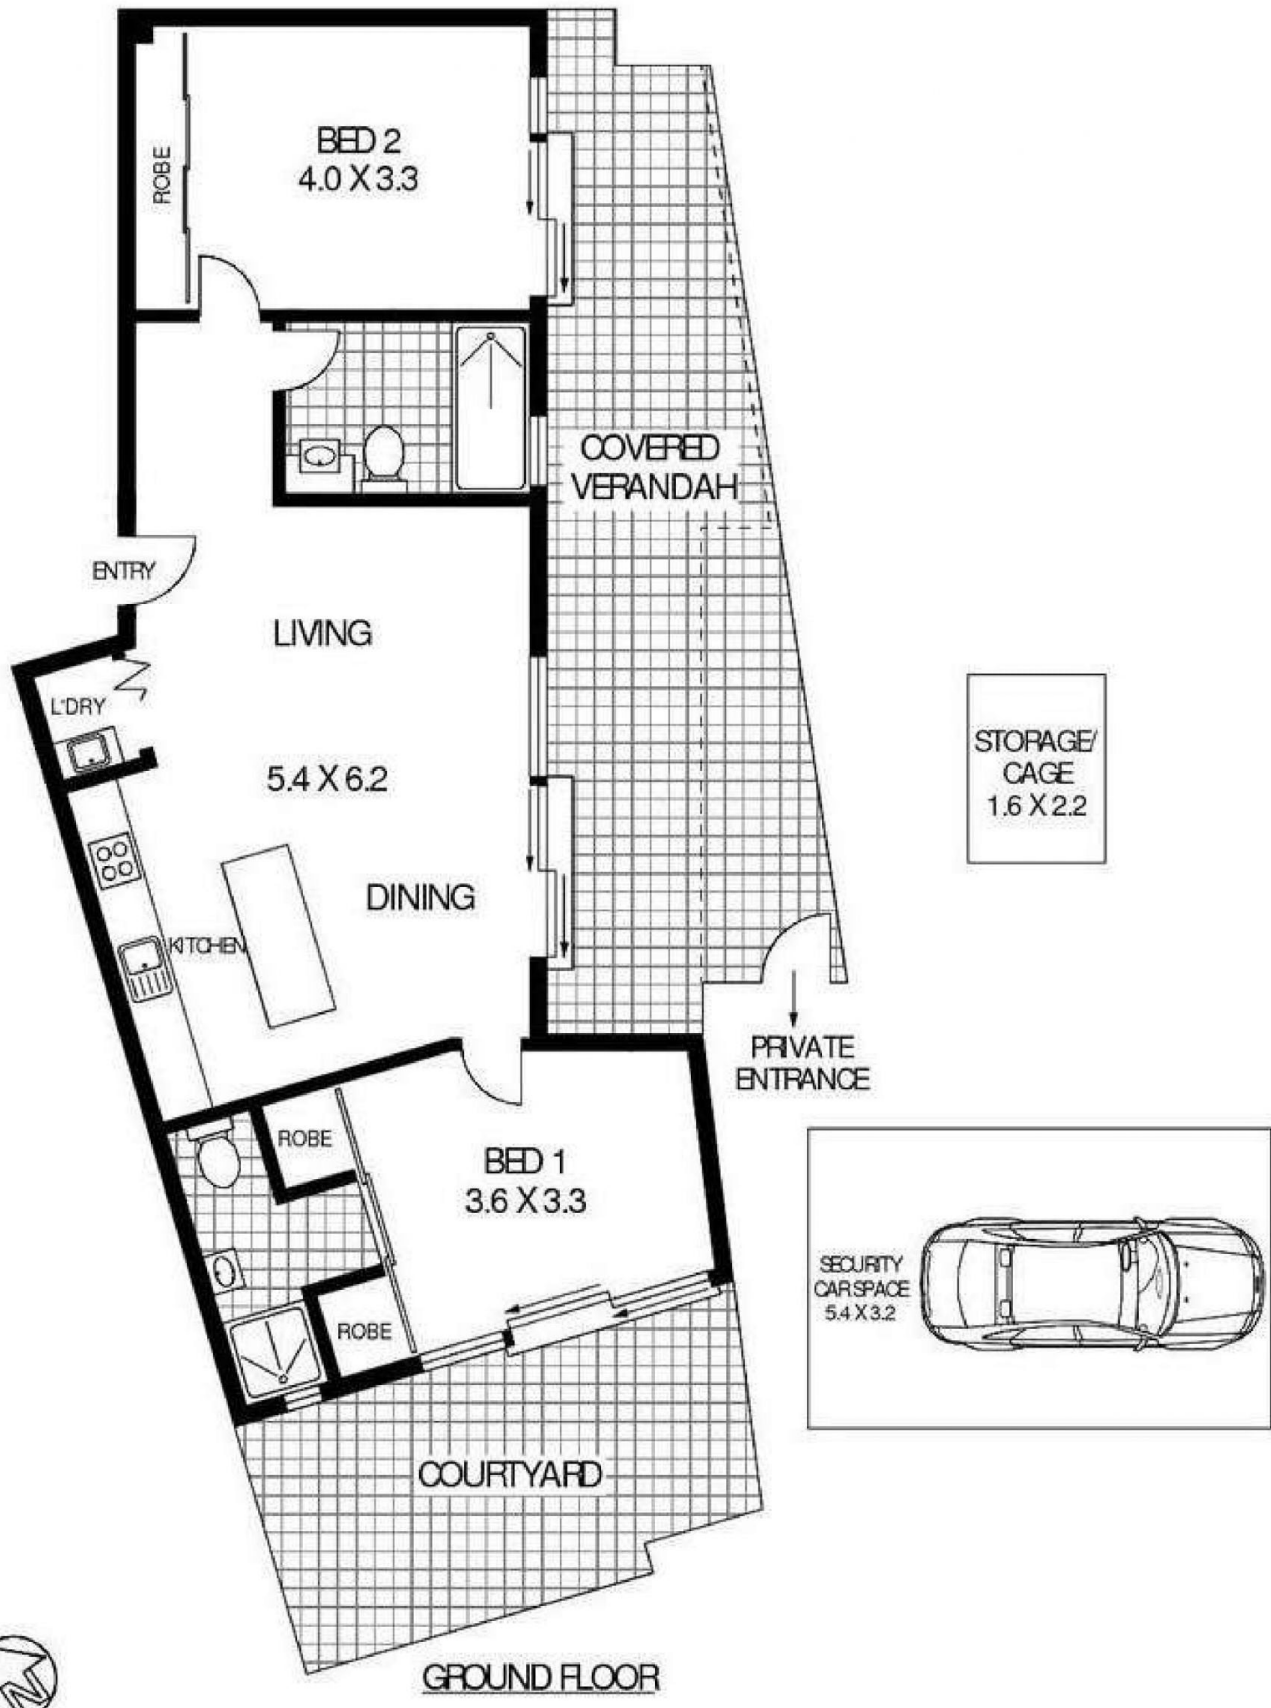 BED 2
4.0 X 3.3
ROBE
COVERED
VERANDAH
ENTRY
LIVING
L'DRY
5.4 X 6.2
STORAGE/
CAGE
1.6 X 2.2
DINING
KITCHEN
PRIVATE
ENTRANCE
ROBE
BED 1
3.6 X 3.3
SECURITY
CAR SPACE
5.4 X 3.2
ROBE
COURTYARD
GROUND FLOOR
N